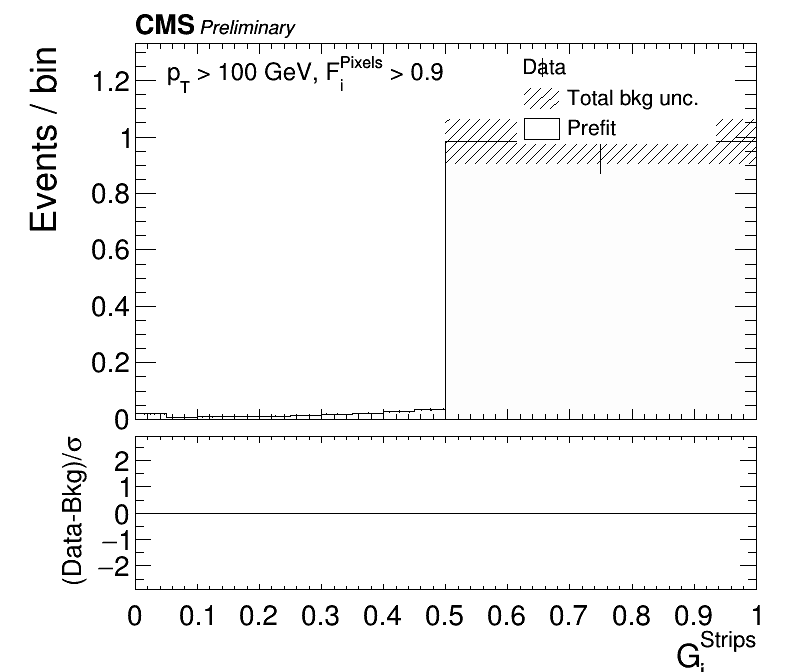 CMS Preliminary
p_T > 100 GeV, F_i^Pixels > 0.9
Data
Total bkg unc.
Prefit
Events / bin
1.2
1
0.8
0.6
0.4
0.2
0
(Data-Bkg)/σ
2
1
0
−1
−2
0 0.1 0.2 0.3 0.4 0.5 0.6 0.7 0.8 0.9 1
G_i^Strips